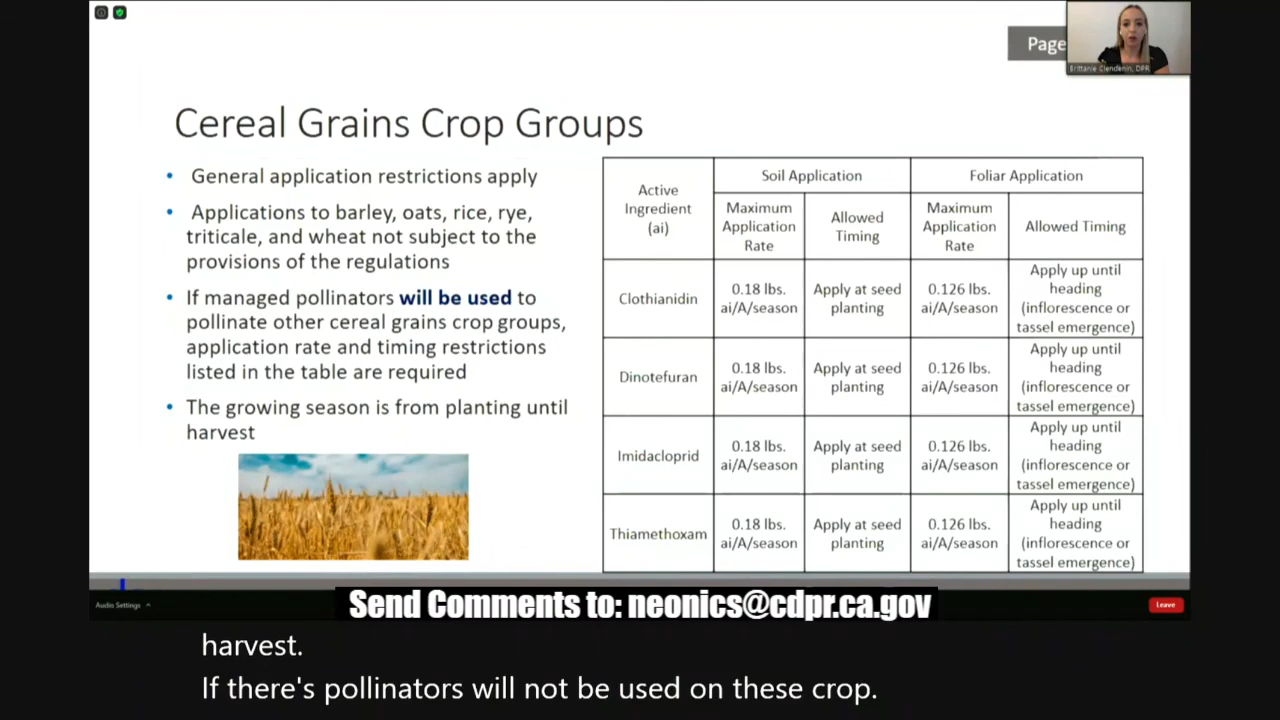 Page
Brittanie Clendenin, DPR
Cereal Grains Crop Groups
• General application restrictions apply
• Applications to barley, oats, rice, rye,
triticale, and wheat not subject to the
provisions of the regulations
• If managed pollinators will be used to
pollinate other cereal grains crop groups,
application rate and timing restrictions
listed in the table are required
• The growing season is from planting until
harvest
Active
Ingredient
(ai)
Soil Application
Foliar Application
Maximum
Application
Rate
Allowed
Timing
Maximum
Application
Rate
Allowed Timing
Clothianidin
0.18 lbs.
ai/A/season
Apply at seed
planting
0.126 lbs.
ai/A/season
Apply up until
heading
(inflorescence or
tassel emergence)
Dinotefuran
0.18 lbs.
ai/A/season
Apply at seed
planting
0.126 lbs.
ai/A/season
Apply up until
heading
(inflorescence or
tassel emergence)
Imidacloprid
0.18 lbs.
ai/A/season
Apply at seed
planting
0.126 lbs.
ai/A/season
Apply up until
heading
(inflorescence or
tassel emergence)
Thiamethoxam
0.18 lbs.
ai/A/season
Apply at seed
planting
0.126 lbs.
ai/A/season
Apply up until
heading
(inflorescence or
tassel emergence)
Audio Settings
Send Comments to: neonics@cdpr.ca.gov
Leave
harvest.
If there's pollinators will not be used on these crop.